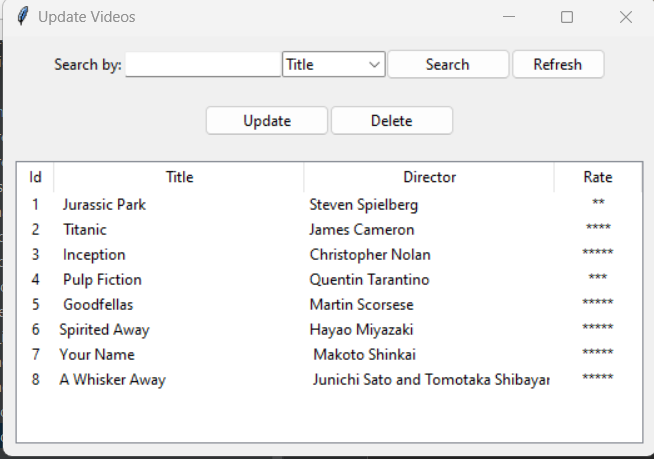 Update Videos
Search by: Title Search Refresh
Update Delete
Id Title Director Rate
1 Jurassic Park Steven Spielberg **
2 Titanic James Cameron ****
3 Inception Christopher Nolan *****
4 Pulp Fiction Quentin Tarantino ***
5 Goodfellas Martin Scorsese *****
6 Spirited Away Hayao Miyazaki *****
7 Your Name Makoto Shinkai *****
8 A Whisker Away Junichi Sato and Tomotaka Shibayar *****